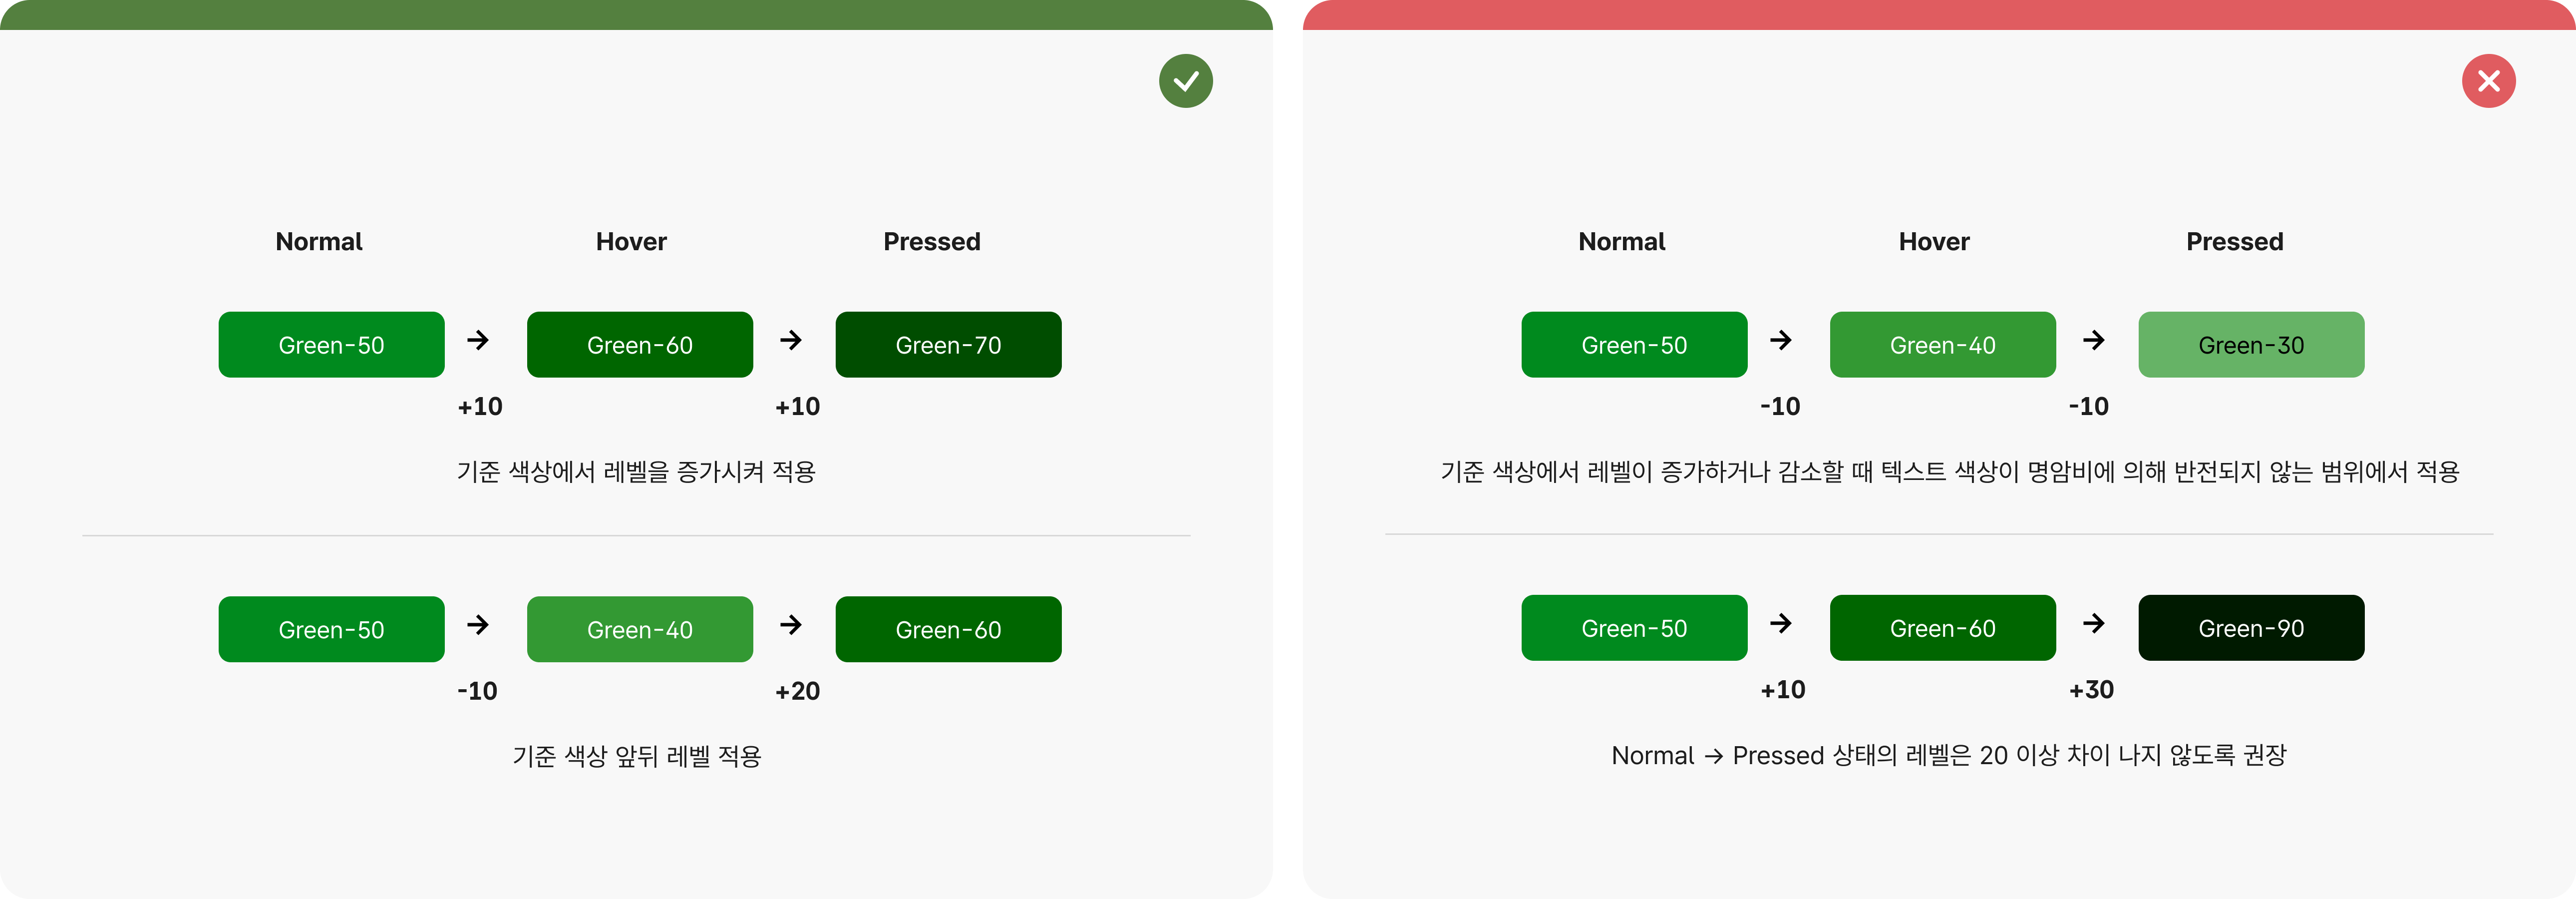 Normal Hover Pressed
Green-50 → Green-60 → Green-70
+10 +10
기준 색상에서 레벨을 증가시켜 적용
Green-50 → Green-40 → Green-60
-10 +20
기준 색상 앞뒤 레벨 적용
Normal Hover Pressed
Green-50 → Green-40 → Green-30
-10 -10
기준 색상에서 레벨이 증가하거나 감소할 때 텍스트 색상이 명암비에 의해 반전되지 않는 범위에서 적용
Green-50 → Green-60 → Green-90
+10 +30
Normal → Pressed 상태의 레벨은 20 이상 차이 나지 않도록 권장